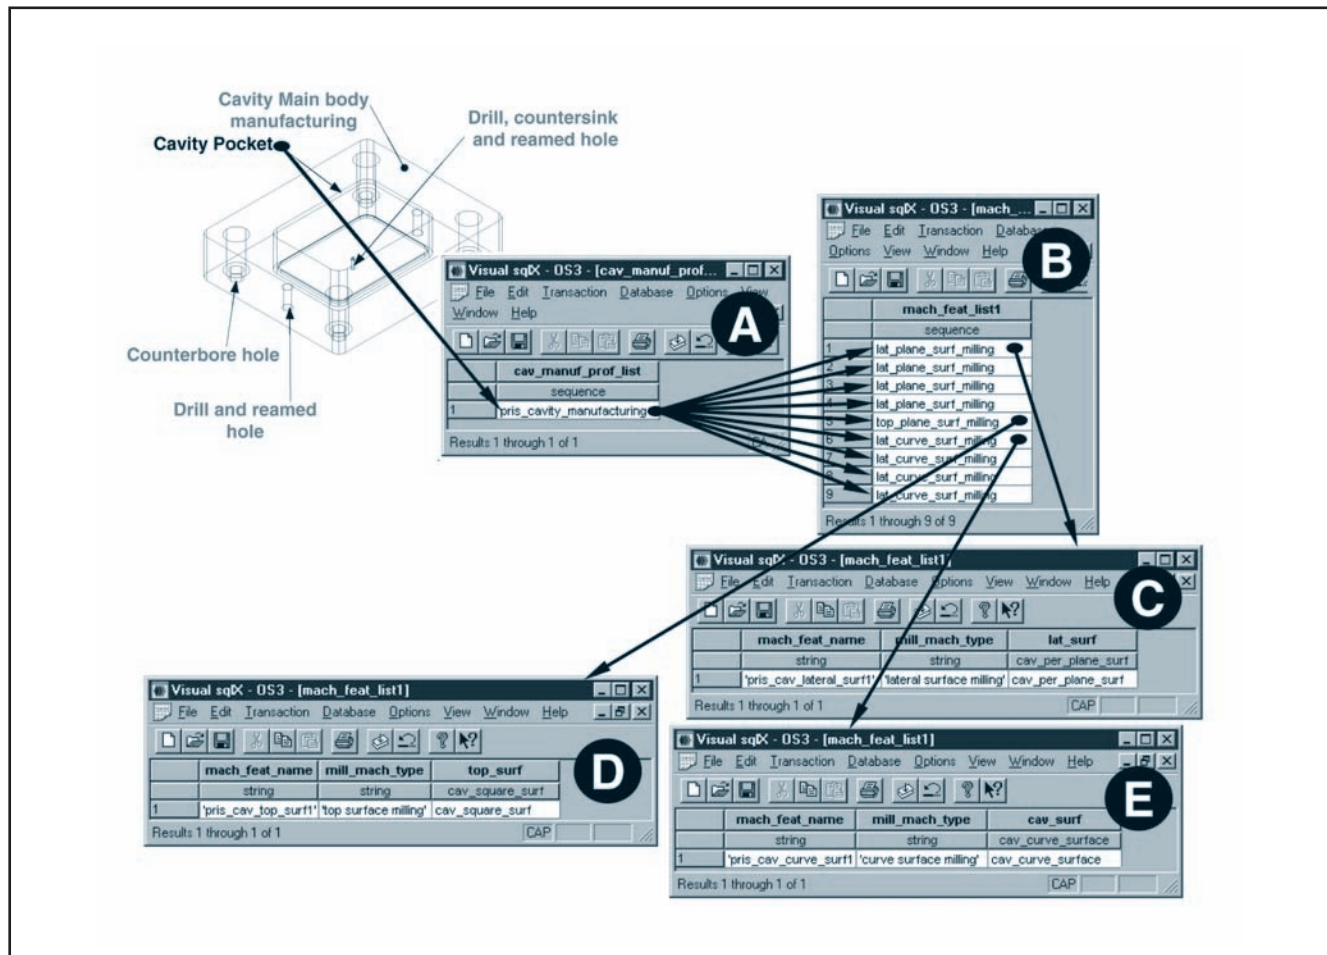 Cavity Main body
manufacturing
Cavity Pocket
Drill, countersink
and reamed hole
Counterbore hole
Drill and reamed
hole
Visual sqlX - OS3 - [cav_manuf_prof...
File Edit Transaction Database Options View
Window Help
A
cav_manuf_prof_list
sequence
1 'pris_cavity_manufacturing
Results 1 through 1 of 1
Visual sqlX - OS3 - [mach_...
File Edit Transaction Databas
Options View Window Help
B
mach_feat_list1
sequence
1 lat_plane_surf_milling
2 lat_plane_surf_milling
3 lat_plane_surf_milling
4 lat_plane_surf_milling
5 top_plane_surf_milling
6 lat_curve_surf_milling
7 lat_curve_surf_milling
8 lat_curve_surf_milling
9 lat_curve_surf_milling
Results 1 through 9 of 9
Visual sqlX - OS3 - [mach_feat_list1]
File Edit Transaction Database Options View Window Help
C
mach_feat_name mill_mach_type lat_surf
string string cav_per_plane_surf
1 'pris_cav_lateral_surf1' 'lateral surface milling' cav_per_plane_surf
Results 1 through 1 of 1 CAP
Visual sqlX - OS3 - [mach_feat_list1]
File Edit Transaction Database Options View Window Help
D
mach_feat_name mill_mach_type top_surf
string string cav_square_surf
1 'pris_cav_top_surf1' 'top surface milling' cav_square_surf
Results 1 through 1 of 1 CAP
Visual sqlX - OS3 - [mach_feat_list1]
File Edit Transaction Database Options View Window Help
E
mach_feat_name mill_mach_type cav_surf
string string cav_curve_surface
1 'pris_cav_curve_surf1 'curve surface milling' cav_curve_surface
Results 1 through 1 of 1 CAP